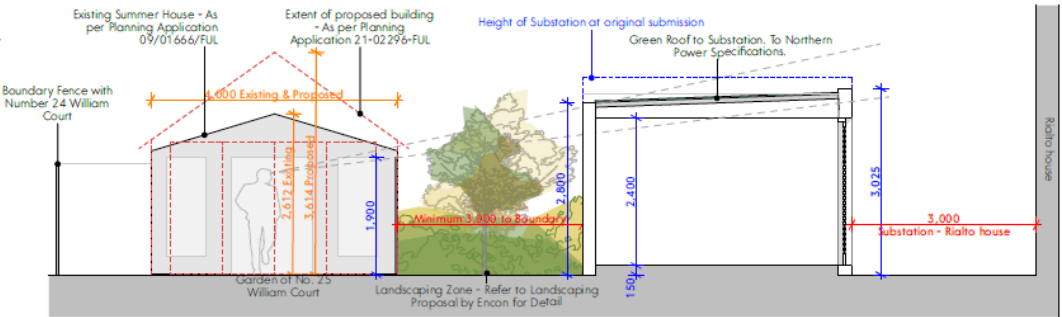 Existing Summer House - As
per Planning Application
09/01666/FUL
Extent of proposed building
- As per Planning
Application 21-02296-FUL
Height of Substation at original submission
Green Roof to Substation. To Northern
Power Specifications.
Boundary Fence with
Number 24 William
Court
4,000 Existing & Proposed
2,612 Existing
3,614 Proposed
1,900
Minimum 3,000 to Boundary
2,800
2,400
150
3,025
3,000
Substation - Rialto house
Rialto house
Garden of No. 25
William Court
Landscaping Zone - Refer to Landscaping
Proposal by Encon for Detail